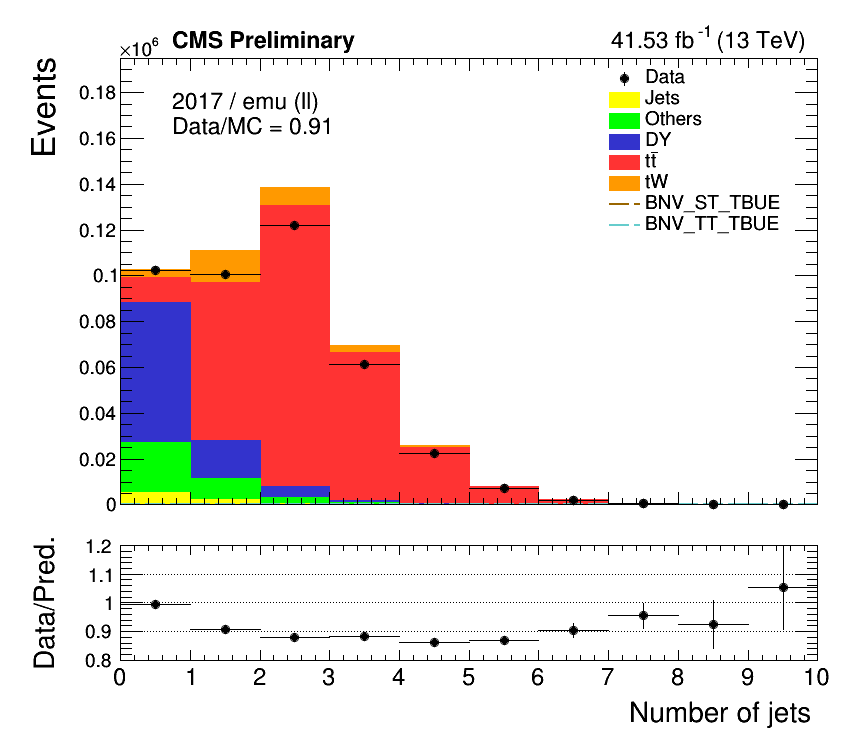 ×10⁶ CMS Preliminary 41.53 fb⁻¹ (13 TeV)
Events
2017 / emu (ll)
Data/MC = 0.91
Data
Jets
Others
DY
tt̄
tW
BNV_ST_TBUE
BNV_TT_TBUE
0.18
0.16
0.14
0.12
0.1
0.08
0.06
0.04
0.02
0
Data/Pred.
1.2
1.1
1
0.9
0.8
0 1 2 3 4 5 6 7 8 9 10
Number of jets